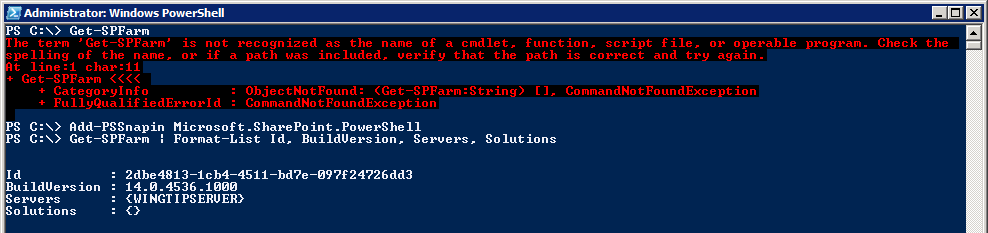 Administrator: Windows PowerShell
PS C:\> Get-SPFarm
The term 'Get-SPFarm' is not recognized as the name of a cmdlet, function, script file, or operable program. Check the
spelling of the name, or if a path was included, verify that the path is correct and try again.
At line:1 char:11
+ Get-SPFarm <<<<
    + CategoryInfo          : ObjectNotFound: (Get-SPFarm:String) [], CommandNotFoundException
    + FullyQualifiedErrorId : CommandNotFoundException
PS C:\> Add-PSSnapin Microsoft.SharePoint.PowerShell
PS C:\> Get-SPFarm | Format-List Id, BuildVersion, Servers, Solutions
Id           : 2dbe4813-1cb4-4511-bd7e-097f24726dd3
BuildVersion : 14.0.4536.1000
Servers      : {WINGTIPSERVER}
Solutions    : {}